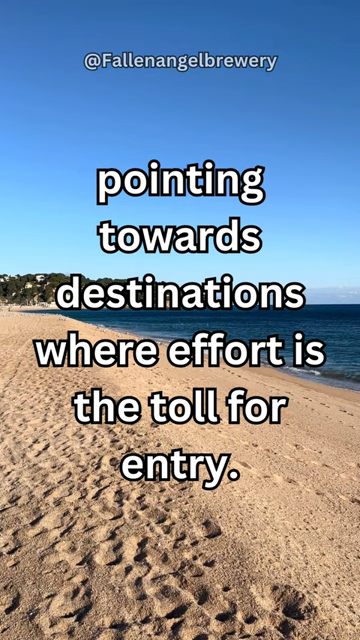 @Fallenangelbrewery
pointing
towards
destinations
where effort is
the toll for
entry.